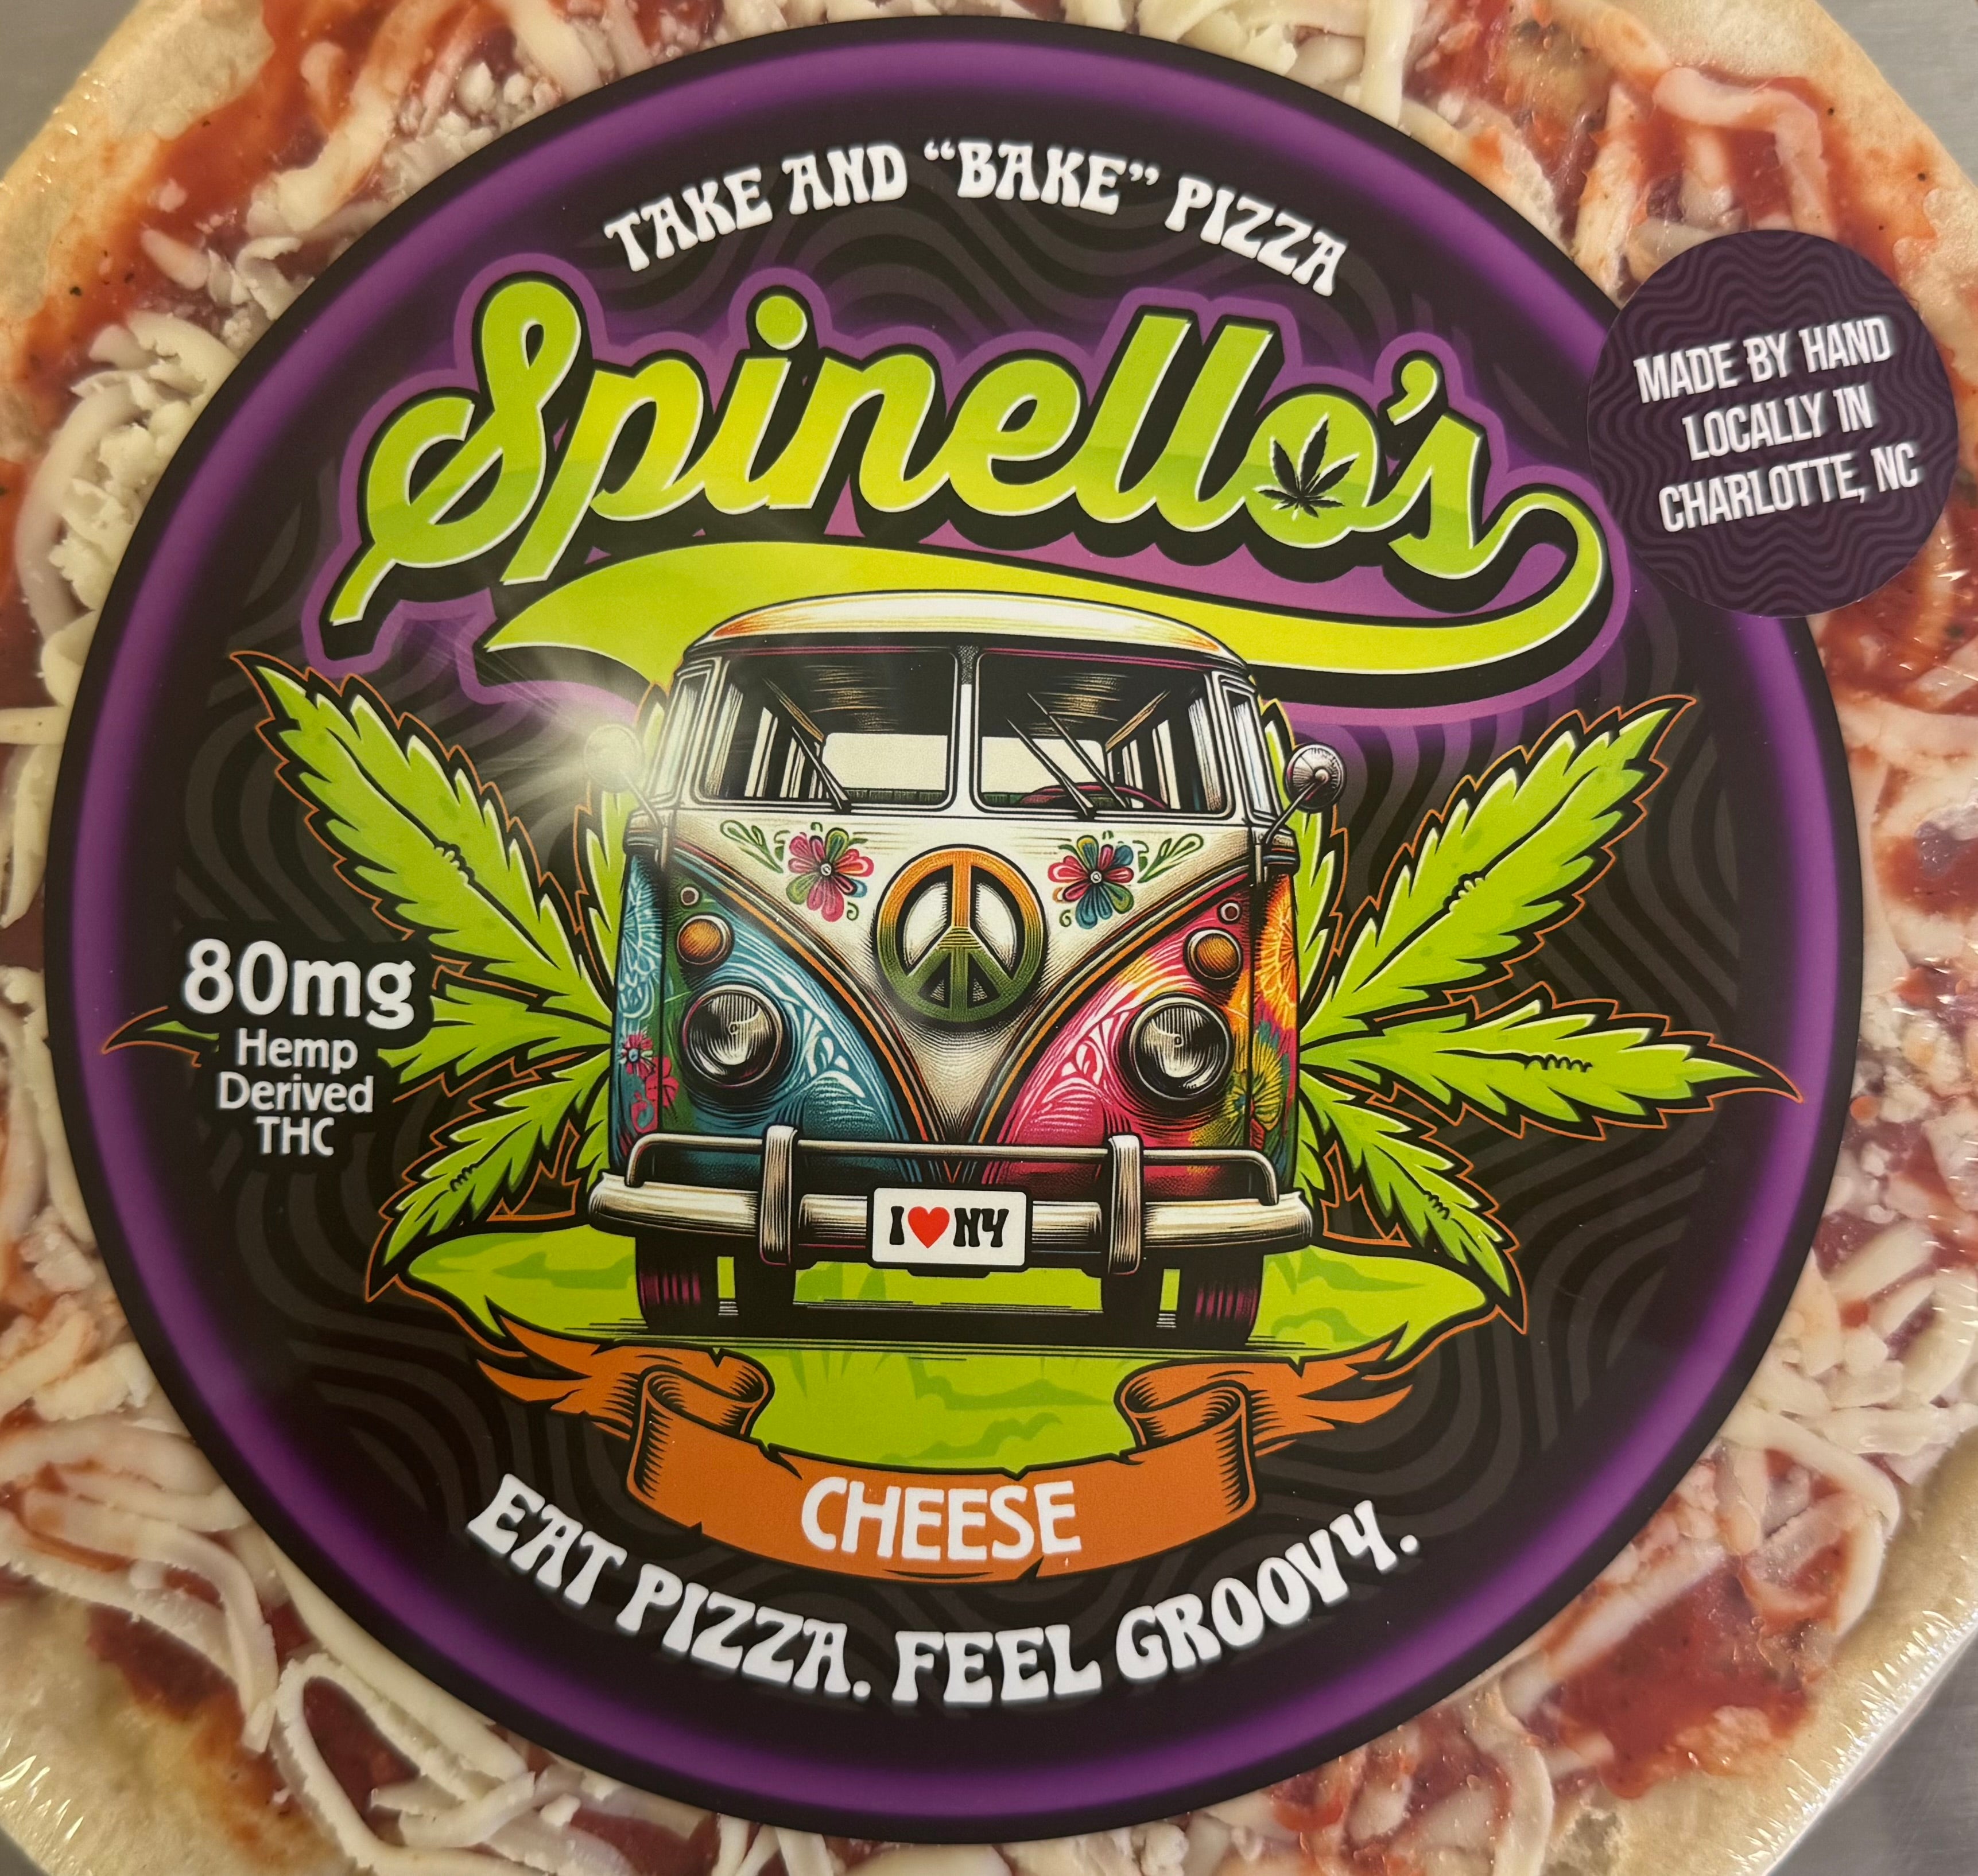 TAKE AND “BAKE” PIZZA
Spinello’s
MADE BY HAND
LOCALLY IN
CHARLOTTE, NC
80mg
Hemp
Derived
THC
I ♥ NY
CHEESE
EAT PIZZA. FEEL GROOVY.